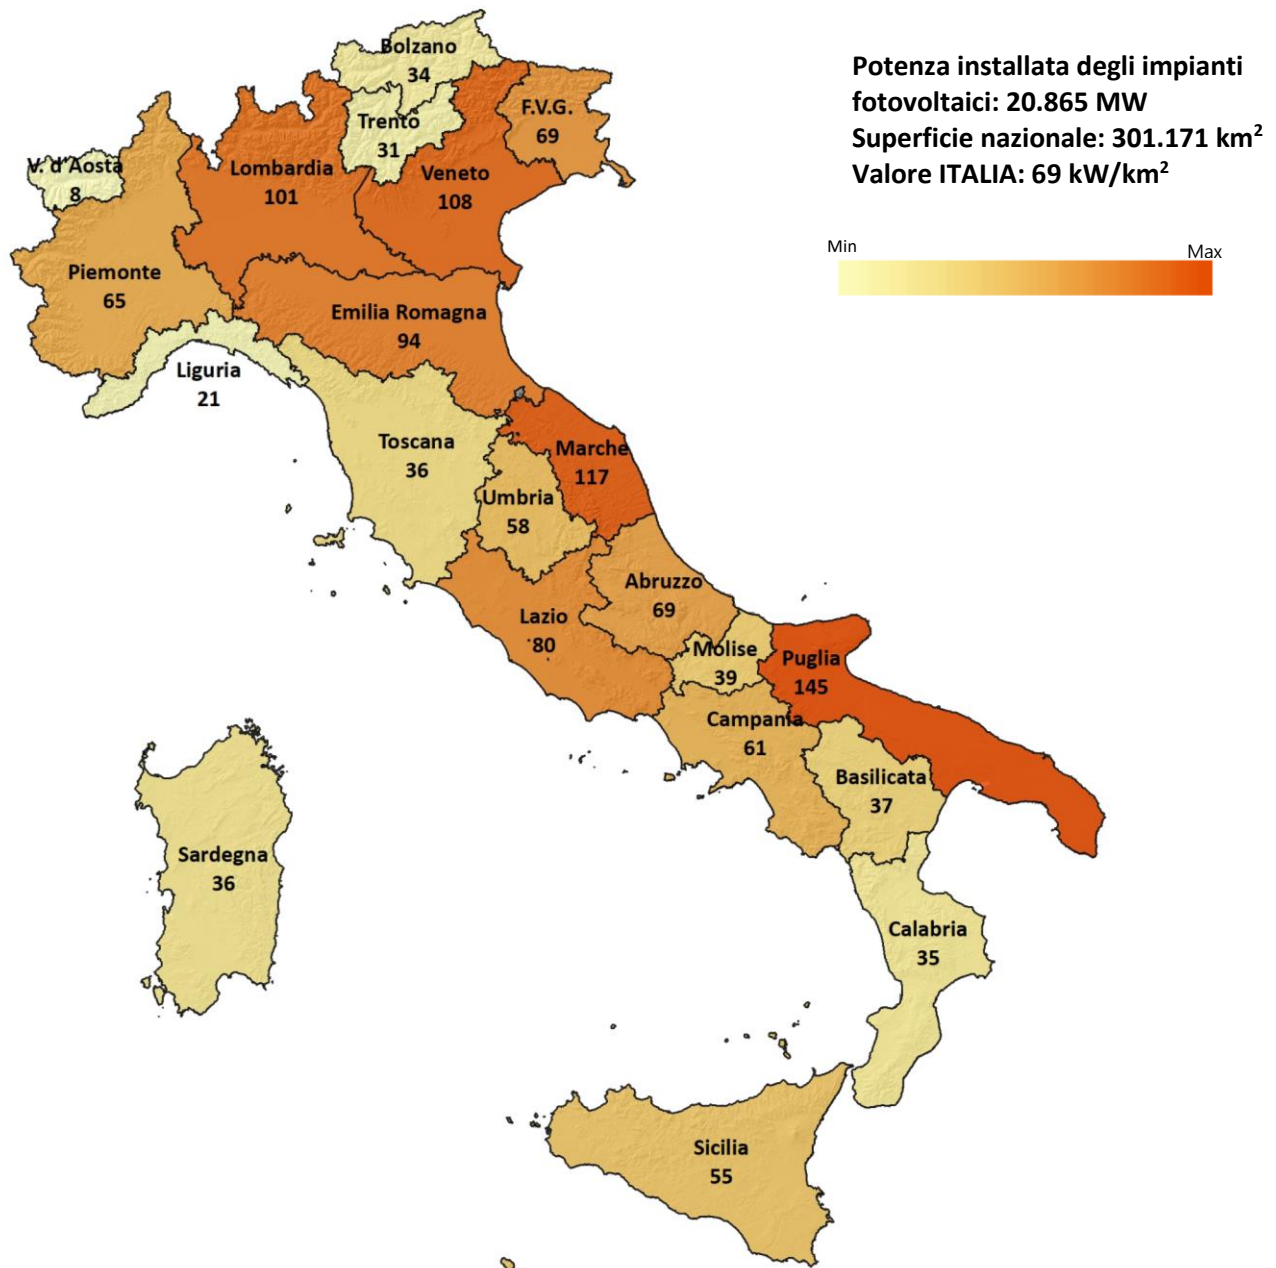 Potenza installata degli impianti
fotovoltaici: 20.865 MW
Superficie nazionale: 301.171 km²
Valore ITALIA: 69 kW/km²
Min
Max
Bolzano
34
Trento
31
F.V.G.
69
V. d'Aosta
8
Lombardia
101
Veneto
108
Piemonte
65
Emilia Romagna
94
Liguria
21
Toscana
36
Marche
117
Umbria
58
Abruzzo
69
Lazio
80
Molise
39
Puglia
145
Campania
61
Basilicata
37
Sardegna
36
Calabria
35
Sicilia
55